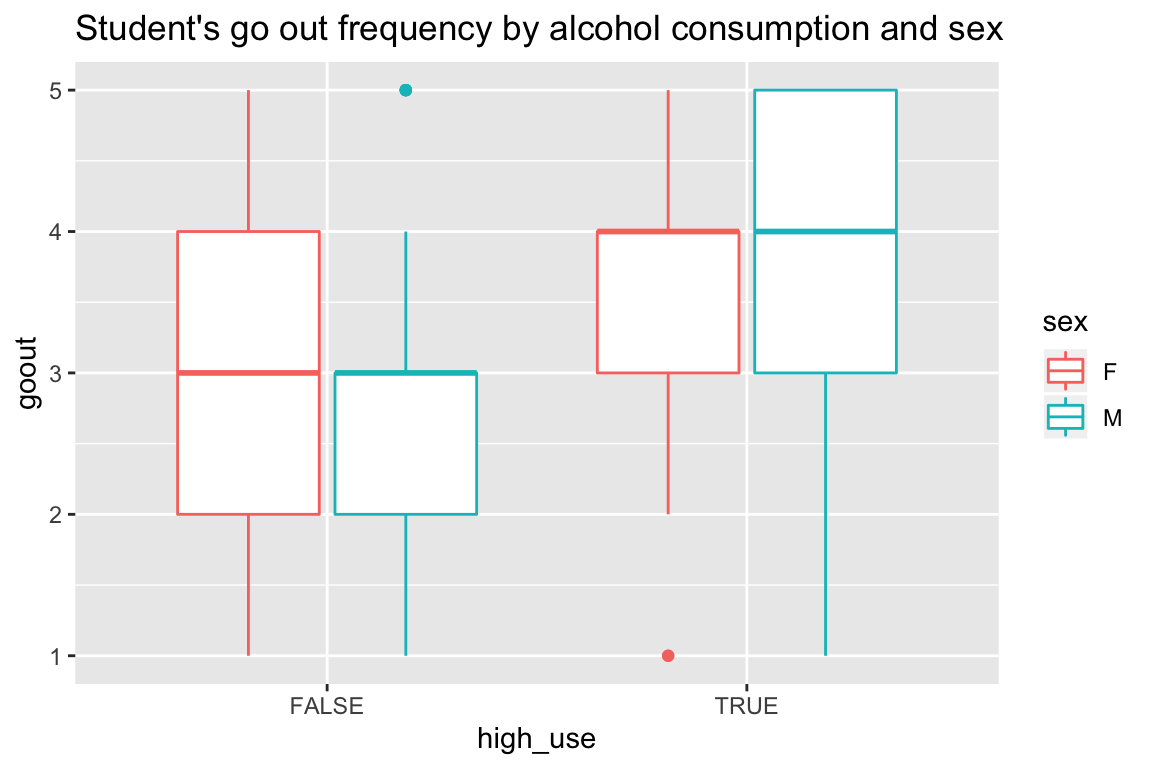 Student's go out frequency by alcohol consumption and sex
5
4
3
2
1
goout
FALSE
TRUE
high_use
sex
F
M